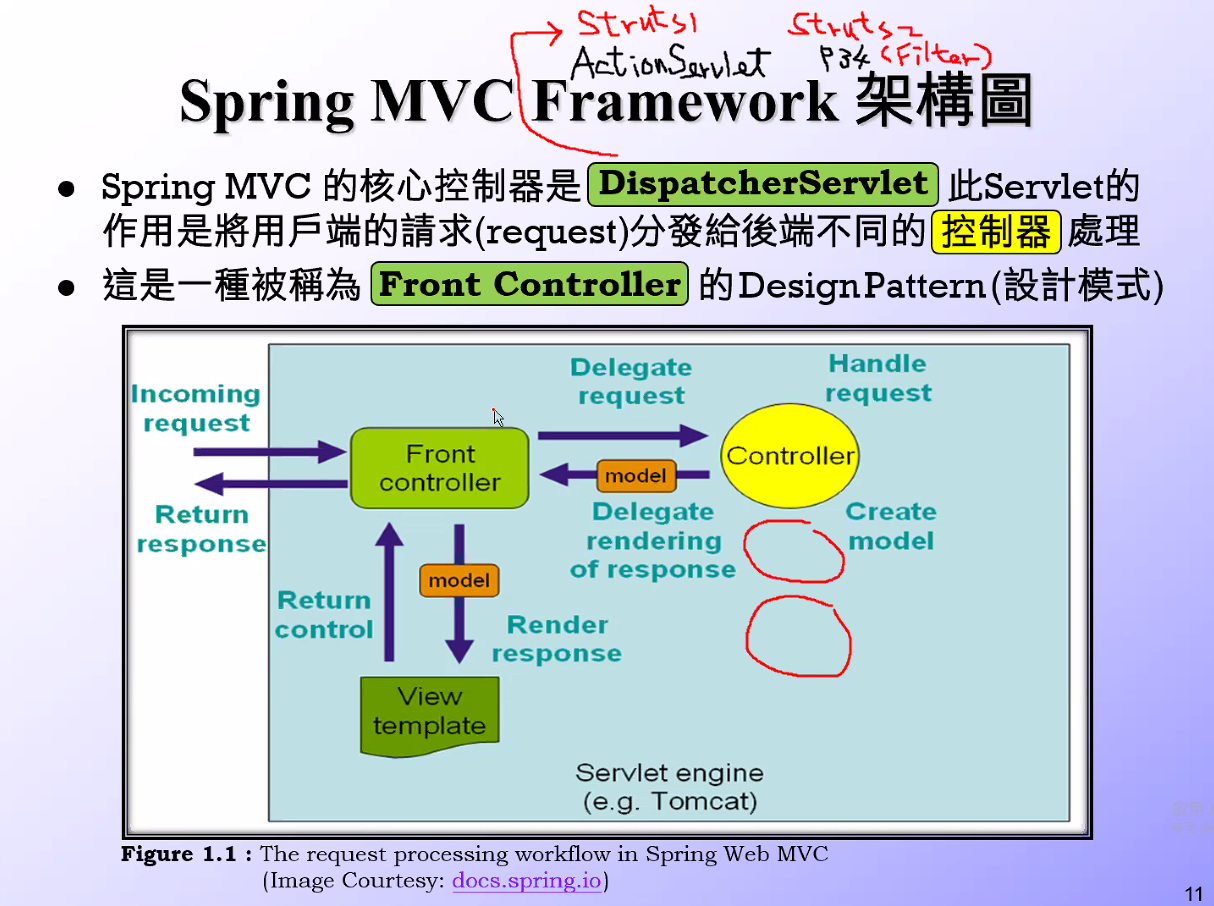 Struts1 Struts2
ActionServlet P34 (Filter)
Spring MVC Framework 架構圖
Spring MVC 的核心控制器是 DispatcherServlet 此Servlet的
作用是將用戶端的請求(request)分發給後端不同的 控制器 處理
這是一種被稱為 Front Controller 的DesignPattern(設計模式)
Incoming
request
Delegate
request
Handle
request
Front
controller
Controller
model
Return
response
Delegate
rendering
of response
Create
model
model
Return
control
Render
response
View
template
Servlet engine
(e.g. Tomcat)
Figure 1.1 : The request processing workflow in Spring Web MVC
(Image Courtesy: docs.spring.io)
11